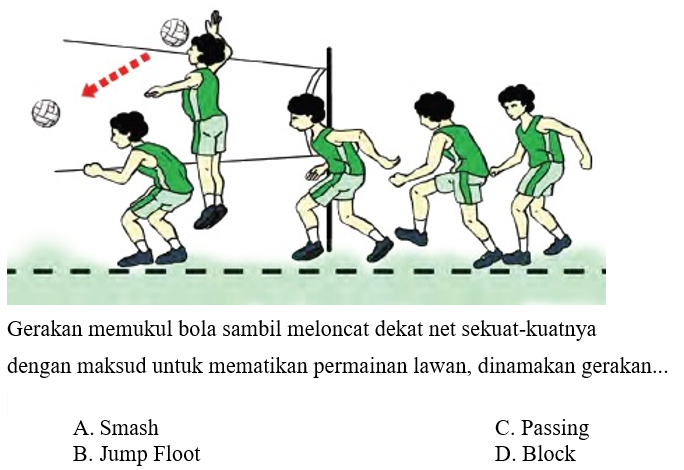 Gerakan memukul bola sambil meloncat dekat net sekuat-kuatnya
dengan maksud untuk mematikan permainan lawan, dinamakan gerakan...
A. Smash
B. Jump Floot
C. Passing
D. Block